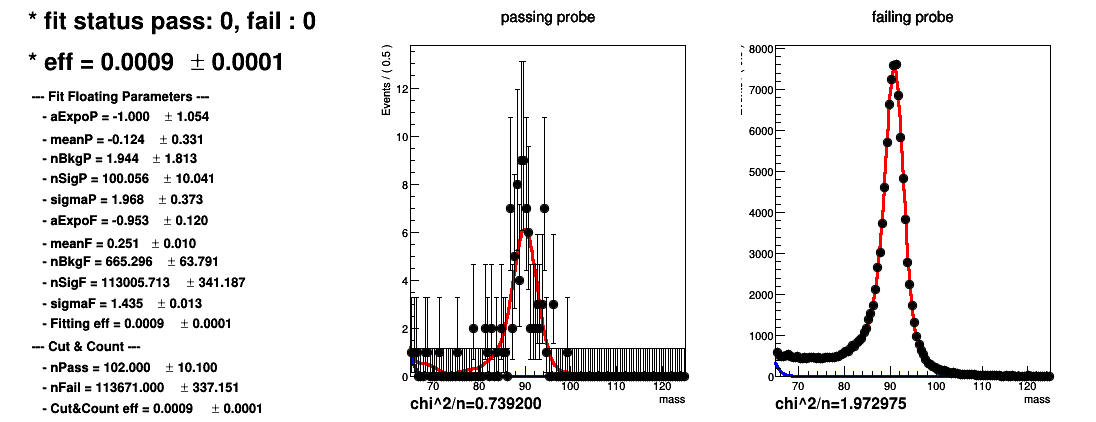 * fit status pass: 0, fail : 0
* eff = 0.0009 ± 0.0001
--- Fit Floating Parameters ---
- aExpoP = -1.000 ± 1.054
- meanP = -0.124 ± 0.331
- nBkgP = 1.944 ± 1.813
- nSigP = 100.056 ± 10.041
- sigmaP = 1.968 ± 0.373
- aExpoF = -0.953 ± 0.120
- meanF = 0.251 ± 0.010
- nBkgF = 665.296 ± 63.791
- nSigF = 113005.713 ± 341.187
- sigmaF = 1.435 ± 0.013
- Fitting eff = 0.0009 ± 0.0001
--- Cut & Count ---
- nPass = 102.000 ± 10.100
- nFail = 113671.000 ± 337.151
- Cut&Count eff = 0.0009 ± 0.0001
passing probe
Events / ( 0.5 )
12
10
8
6
4
2
0
70 80 90 100 110 120
mass
chi^2/n=0.739200
failing probe
8000
7000
6000
5000
4000
3000
2000
1000
0
70 80 90 100 110 120
mass
chi^2/n=1.972975